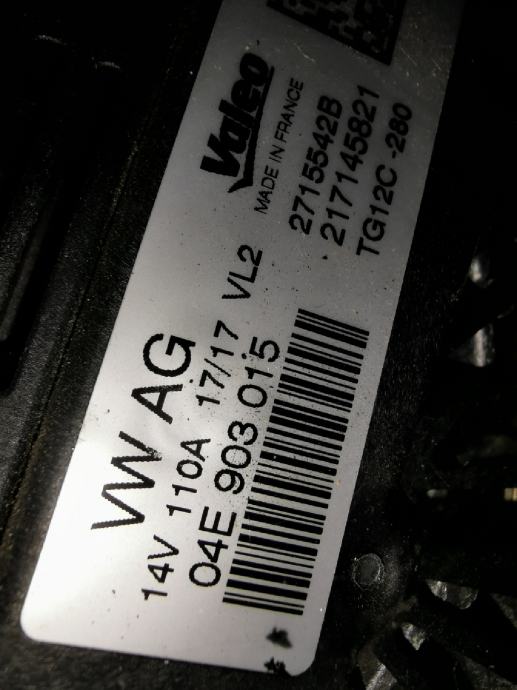 Valeo
MADE IN FRANCE
2715542B
217145821
TG12C-280
VW AG
14V 110A 17/17 VL2
04E 903 015